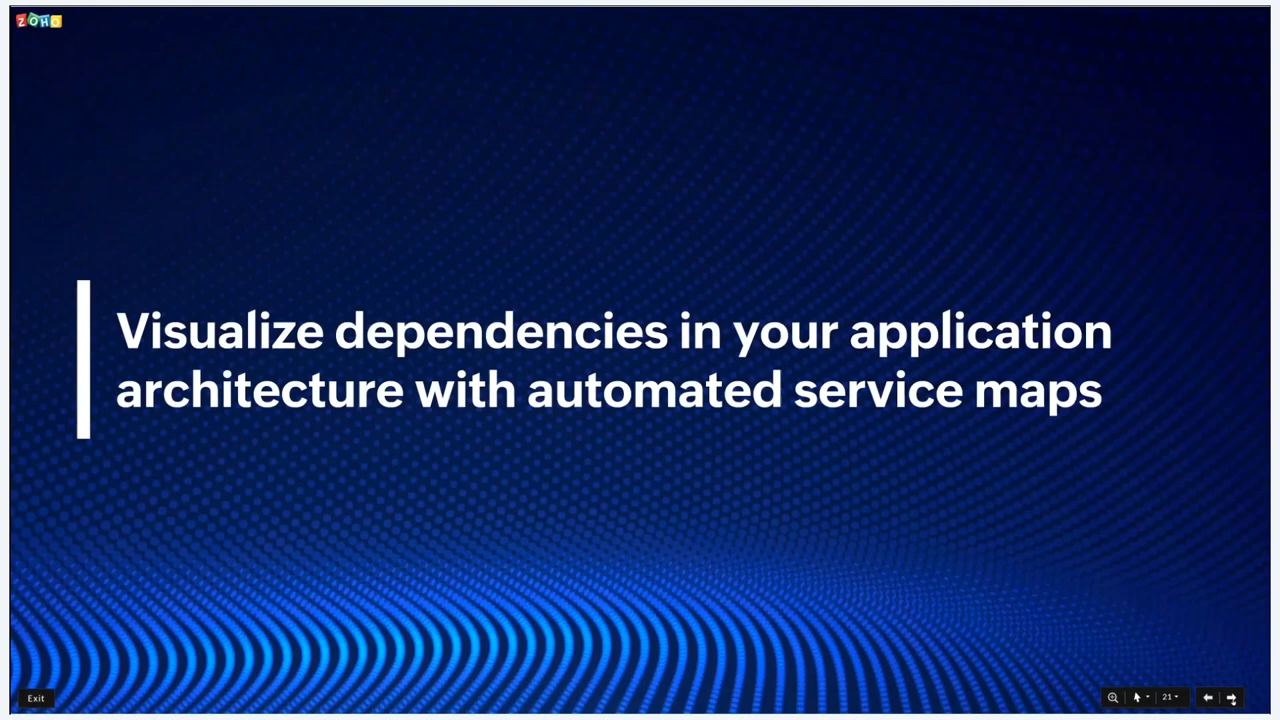 ZOHO
Visualize dependencies in your application
architecture with automated service maps
Exit
21